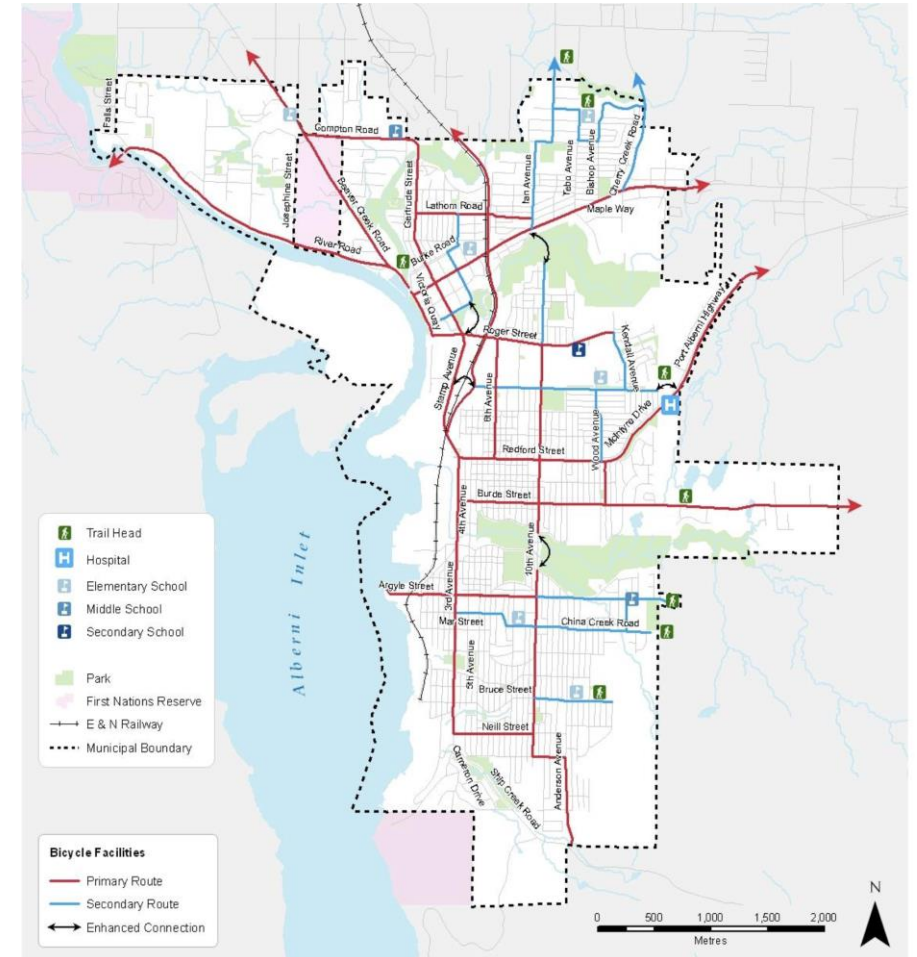 Falls Street
Compton Road
Josephine Street
Beaver Creek Road
Gertrude Street
Lathom Road
Ian Avenue
Tebo Avenue
Bishop Avenue
Cherry Creek Road
Maple Way
River Road
Burke Road
Victoria Quay
Roger Street
Kendall Avenue
Port Alberni Highway
Stamp Avenue
8th Avenue
Wood Avenue
McIntyre Drive
H
Redford Street
Burde Street
4th Avenue
10th Avenue
Argyle Street
3rd Avenue
Mar Street
China Creek Road
5th Avenue
Bruce Street
Neill Street
Cameron Drive
Ship Creek Road
Anderson Avenue
Alberni Inlet
Trail Head
H Hospital
Elementary School
Middle School
Secondary School
Park
First Nations Reserve
E & N Railway
Municipal Boundary
Bicycle Facilities
Primary Route
Secondary Route
Enhanced Connection
0 500 1,000 1,500 2,000
Metres
N